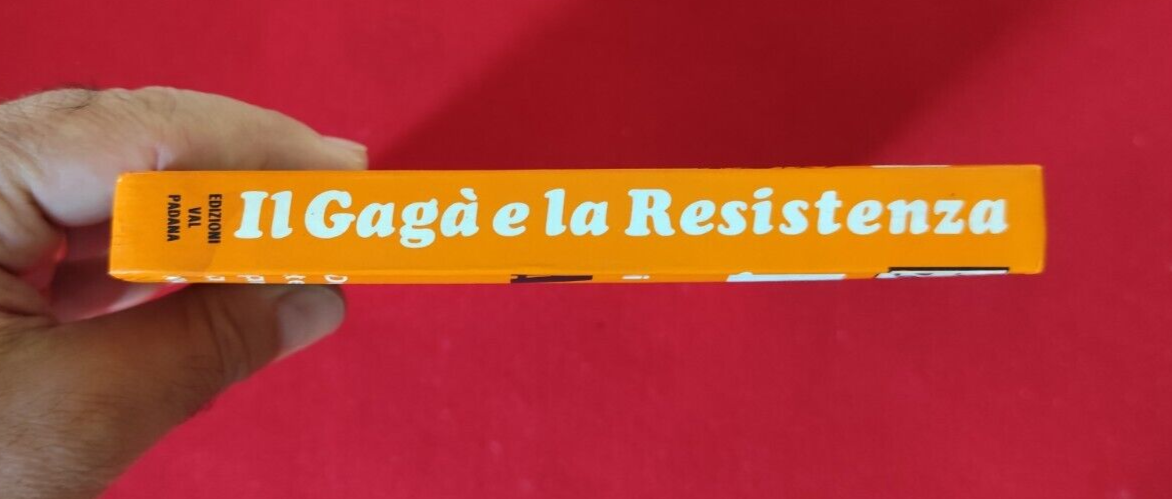 EDIZIONI
VAL
PADANA
Il Gagà e la Resistenza